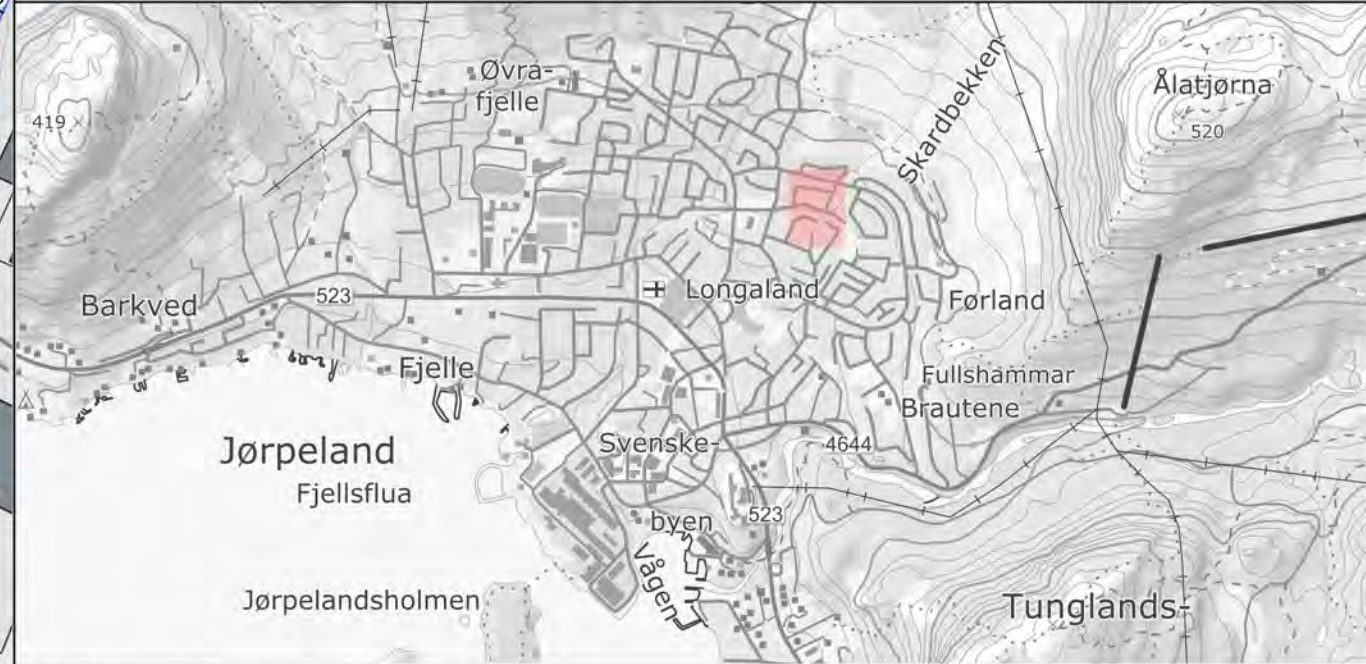 Øvra-
fjelle
Skardbekken
Ålatjørna
520
419
Barkved
523
Longaland
Førland
Fjelle
Fullshammar
Brautene
Jørpeland
Svenske-
4644
Fjellsflua
byen
523
Vågen
Jørpelandsholmen
Tunglands-